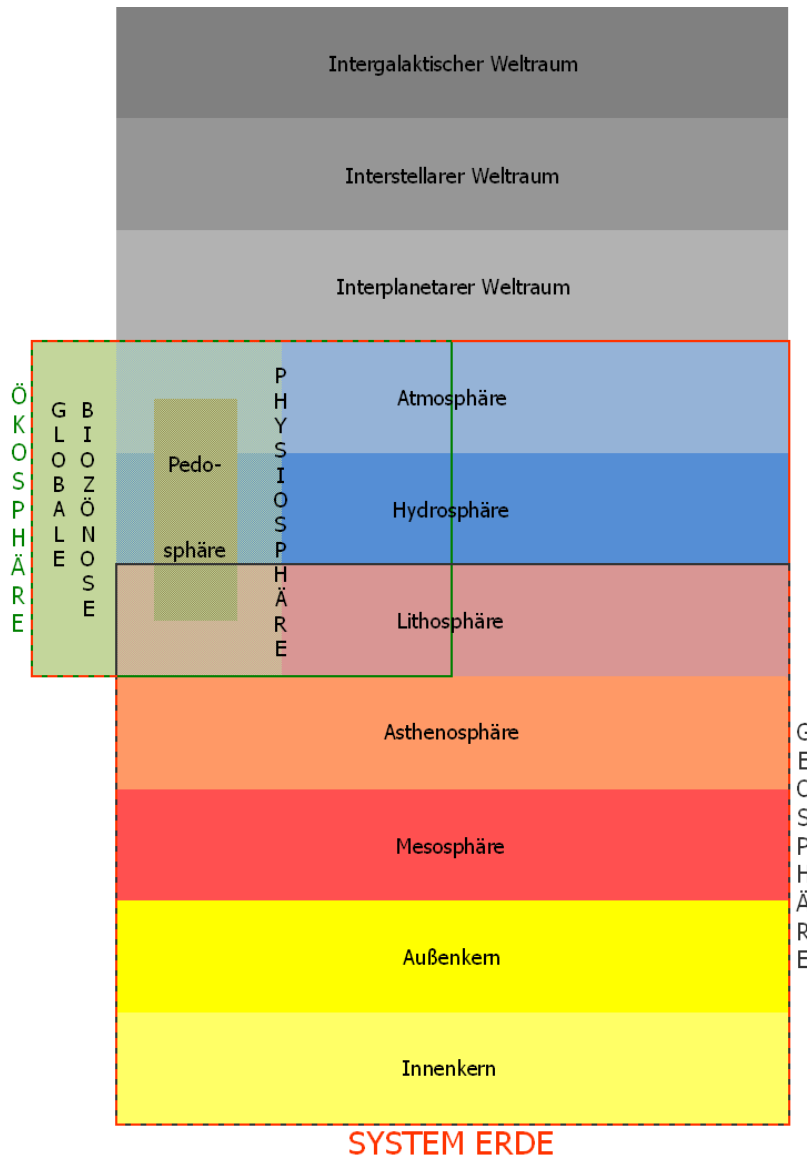 Intergalaktischer Weltraum
Interstellarer Weltraum
Interplanetarer Weltraum
ÖKOSPHÄRE
GLOBALE
BIOZÖNOSE
Pedo-
sphäre
PHYSIOSPHÄRE
Atmosphäre
Hydrosphäre
Lithosphäre
Asthenosphäre
Mesosphäre
Außenkern
Innenkern
GEOSPHÄRE
SYSTEM ERDE